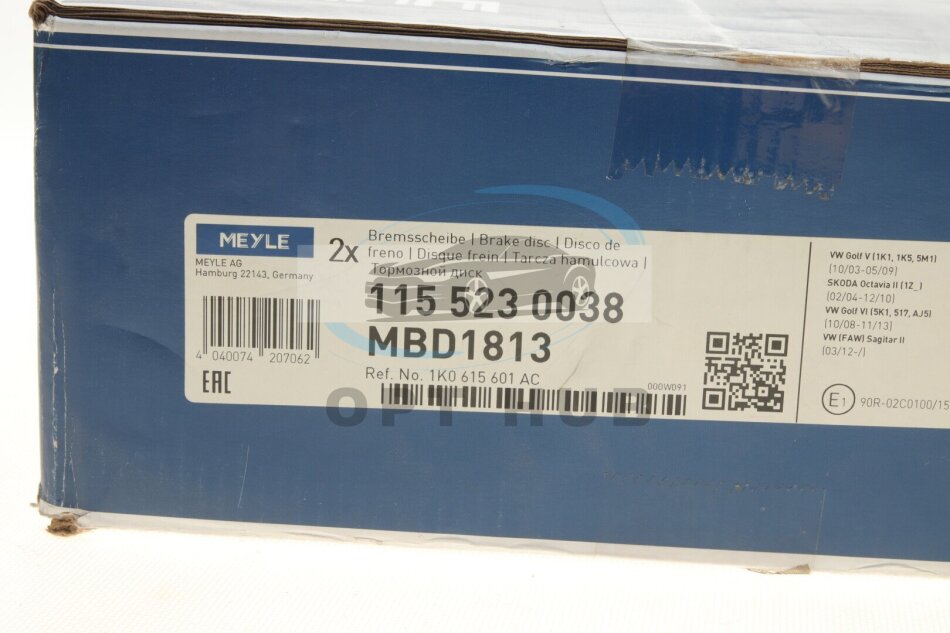 MEYLE
MEYLE AG
Hamburg 22143, Germany
4 040074 207062
EAC
2x
Bremsscheibe | Brake disc | Disco de
freno | Disque frein | Tarcza hamulcowa |
Тормозной диск
115 523 0038
MBD1813
Ref. No. 1K0 615 601 AC
000W091
OPT HUB
VW Golf V (1K1, 1K5, 5M1)
(10/03-05/09)
SKODA Octavia II (1Z_)
(02/04-12/10)
VW Golf VI (5K1, 517, AJ5)
(10/08-11/13)
VW (FAW) Sagitar II
(03/12-/)
E1 90R-02C0100/15